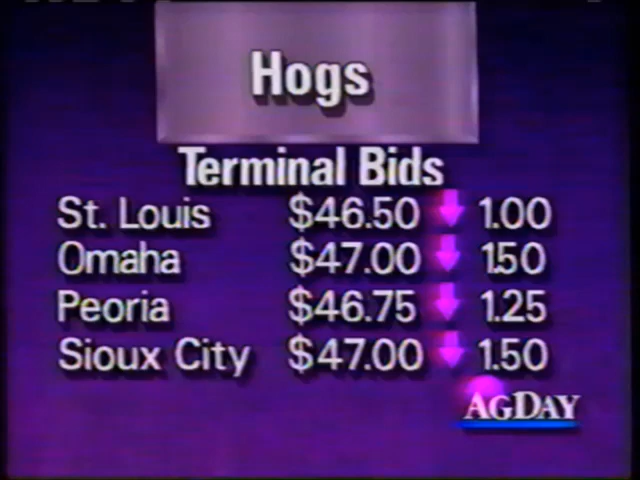 Hogs
Terminal Bids
St. Louis $46.50 1.00
Omaha $47.00 1.50
Peoria $46.75 1.25
Sioux City $47.00 1.50
AGDAY